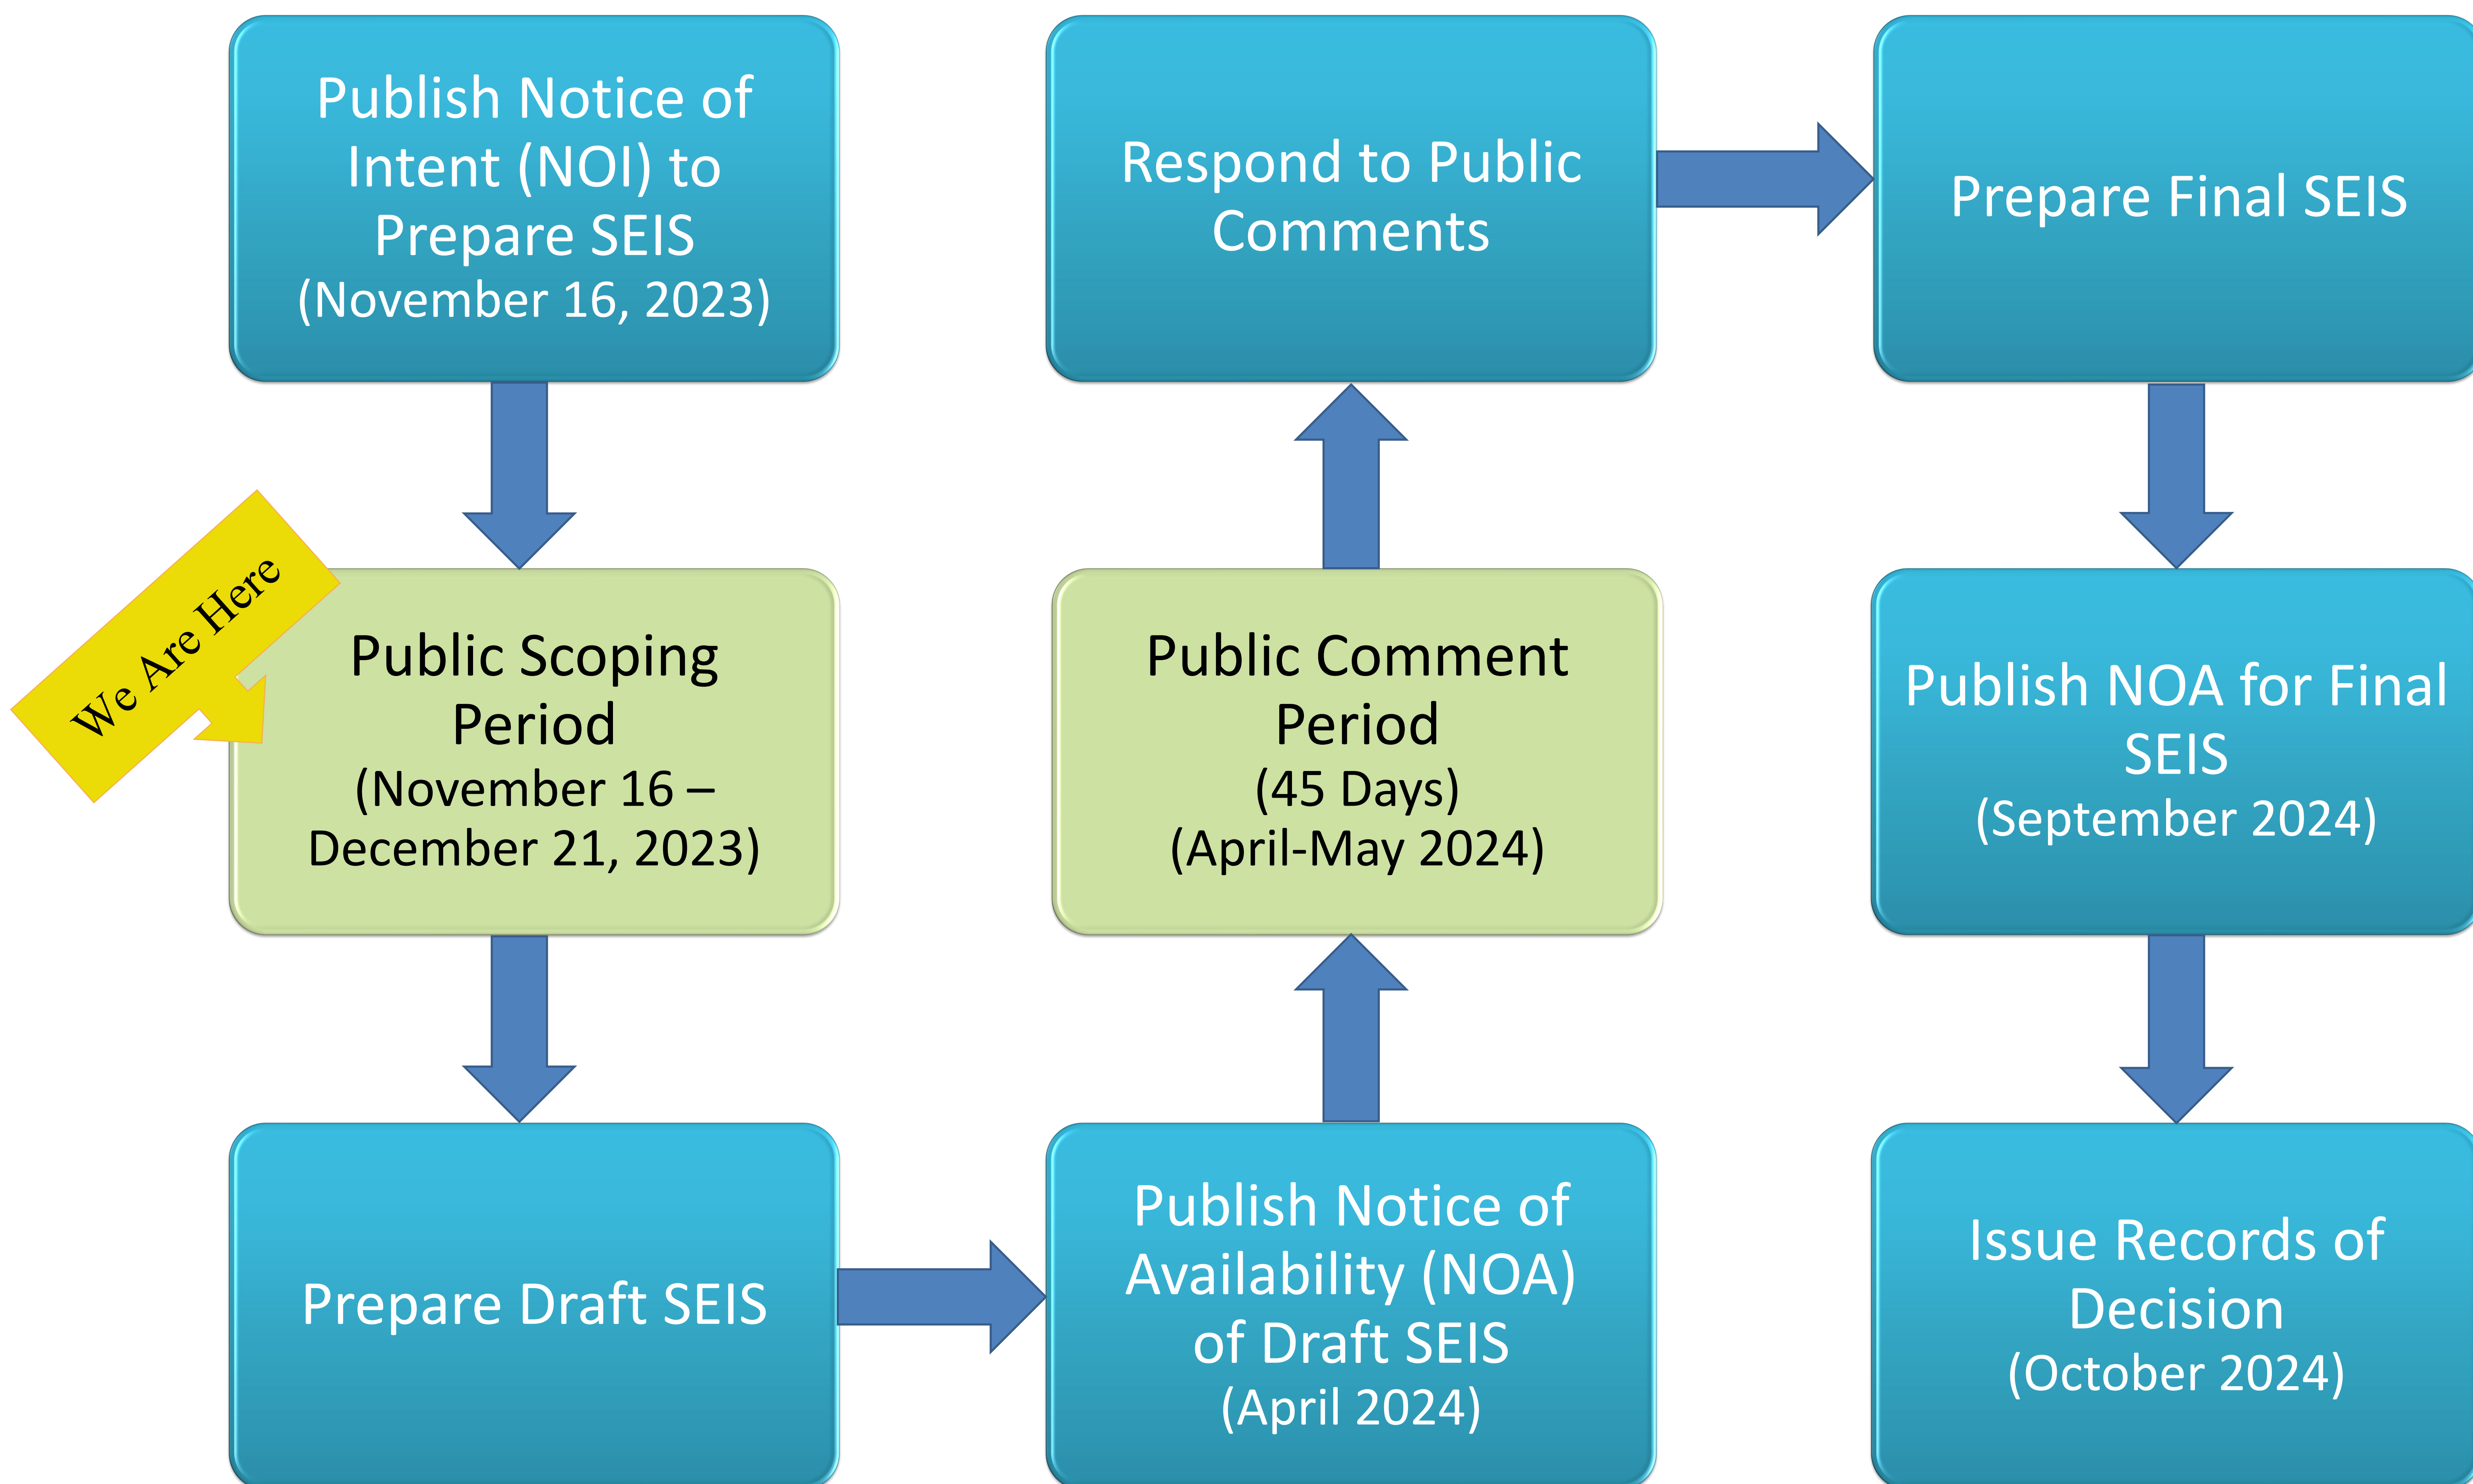 Publish Notice of
Intent (NOI) to
Prepare SEIS
(November 16, 2023)
We Are Here
Public Scoping
Period
(November 16 –
December 21, 2023)
Prepare Draft SEIS
Publish Notice of
Availability (NOA)
of Draft SEIS
(April 2024)
Public Comment
Period
(45 Days)
(April-May 2024)
Respond to Public
Comments
Prepare Final SEIS
Publish NOA for Final
SEIS
(September 2024)
Issue Records of
Decision
(October 2024)